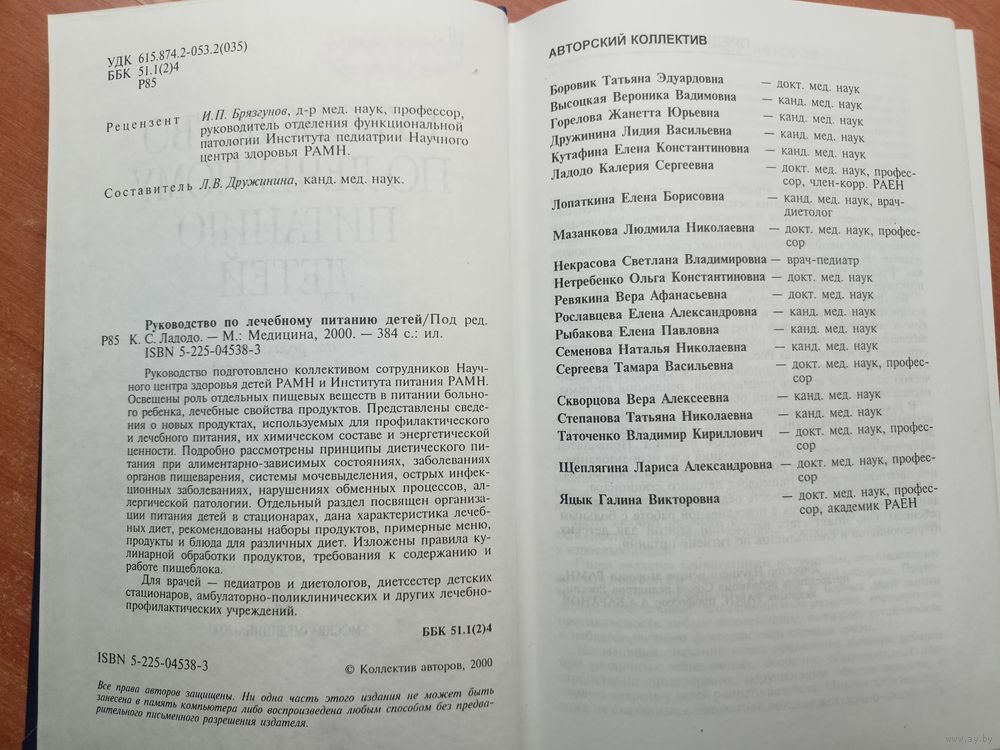 УДК 615.874.2-053.2(035)
ББК 51.1(2)4
Р85
Рецензент И.П. Брязгунов, д-р мед. наук, профессор,
руководитель отделения функциональной
патологии Института педиатрии Научного
центра здоровья РАМН.
Составитель Л.В. Дружинина, канд. мед. наук.
Руководство по лечебному питанию детей/Под ред.
Р85 К. С. Ладодо. — М.: Медицина, 2000. — 384 с.: ил.
ISBN 5-225-04538-3
Руководство подготовлено коллективом сотрудников Науч-
ного центра здоровья детей РАМН и Института питания РАМН.
Освещены роль отдельных пищевых веществ в питании больно-
го ребенка, лечебные свойства продуктов. Представлены сведе-
ния о новых продуктах, используемых для профилактического
и лечебного питания, их химическом составе и энергетической
ценности. Подробно рассмотрены принципы диетического пи-
тания при алиментарно-зависимых состояниях, заболеваниях
органов пищеварения, системы мочевыделения, острых инфек-
ционных заболеваниях, нарушениях обменных процессов, ал-
лергической патологии. Отдельный раздел посвящен организа-
ции питания детей в стационарах, дана характеристика лечеб-
ных диет, рекомендованы наборы продуктов, примерные меню,
продукты и блюда для различных диет. Изложены правила ку-
линарной обработки продуктов, требования к содержанию и
работе пищеблока.
Для врачей — педиатров и диетологов, диетсестер детских
стационаров, амбулаторно-поликлинических и других лечебно-
профилактических учреждений.
ББК 51.1(2)4
ISBN 5-225-04538-3
© Коллектив авторов, 2000
Все права авторов защищены. Ни одна часть этого издания не может быть
занесена в память компьютера либо воспроизведена любым способом без предва-
рительного письменного разрешения издателя.
АВТОРСКИЙ КОЛЛЕКТИВ
Боровик Татьяна Эдуардовна — докт. мед. наук
Высоцкая Вероника Вадимовна — канд. мед. наук
Горелова Жанетта Юрьевна — канд. мед. наук
Дружинина Лидия Васильевна — канд. мед. наук
Кутафина Елена Константиновна — канд. мед. наук
Ладодо Калерия Сергеевна — докт. мед. наук, профес-
сор, член-корр. РАЕН
Лопаткина Елена Борисовна — канд. мед. наук, врач-
диетолог
Мазанкова Людмила Николаевна — докт. мед. наук, профес-
сор
Некрасова Светлана Владимировна — врач-педиатр
Нетребенко Ольга Константиновна — докт. мед. наук
Ревякина Вера Афанасьевна — докт. мед. наук
Рославцева Елена Александровна — канд. мед. наук
Рыбакова Елена Павловна — канд. мед. наук
Семенова Наталья Николаевна — канд. мед. наук
Сергеева Тамара Васильевна — докт. мед. наук, профес-
сор
Скворцова Вера Алексеевна — канд. мед. наук
Степанова Татьяна Николаевна — канд. мед. наук
Таточенко Владимир Кириллович — докт. мед. наук, профес-
сор
Щеплягина Лариса Александровна — докт. мед. наук, профес-
сор
Яцык Галина Викторовна — докт. мед. наук, профес-
сор, академик РАЕН
www.ay.by